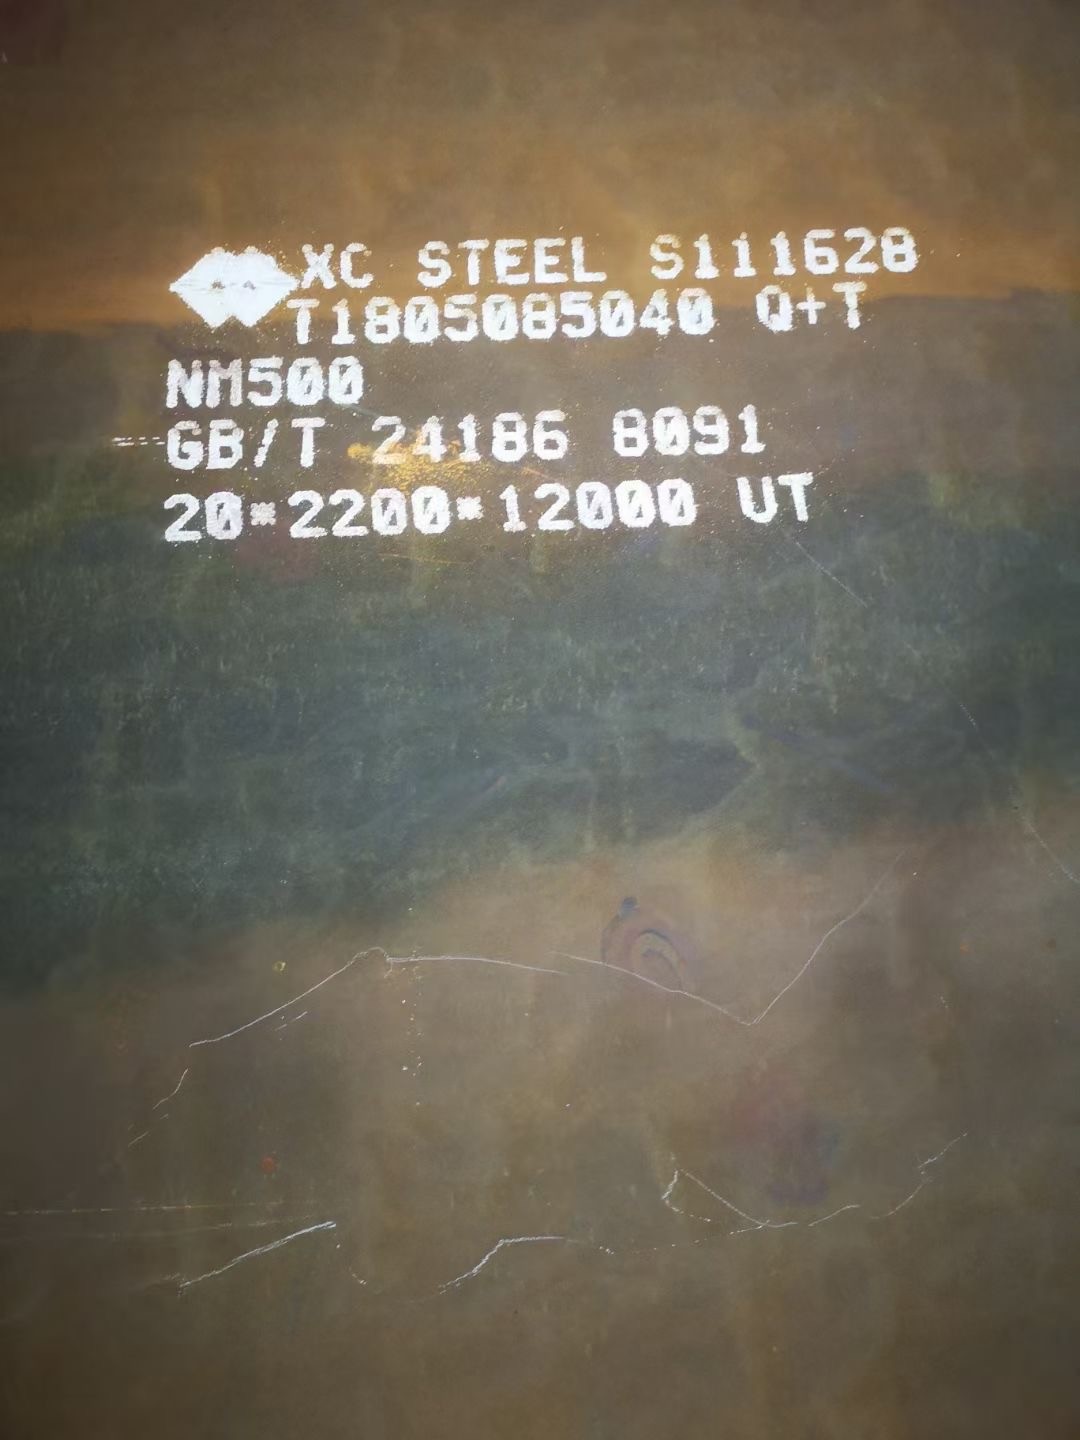 XC STEEL S111628
T1805085040 Q+T
NM500
GB/T 24186 8091
20*2200*12000 UT